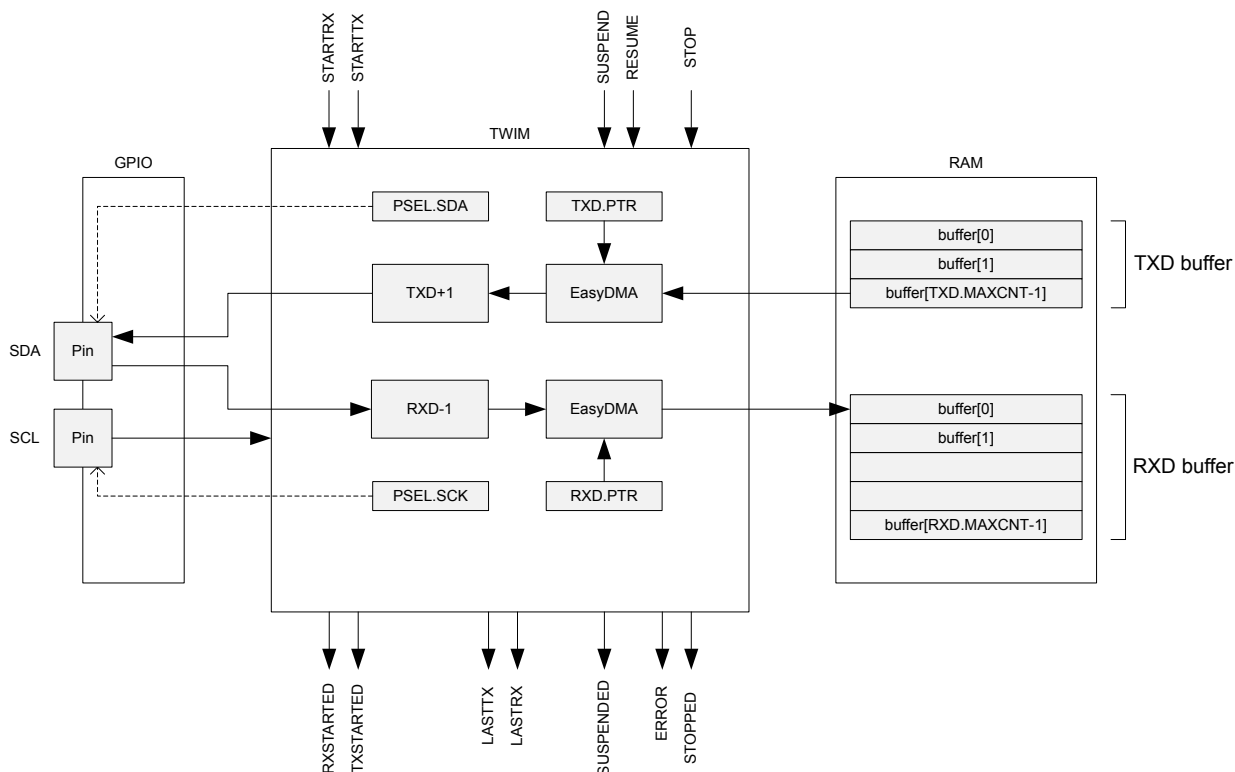 STARTRX
STARTTX
SUSPEND
RESUME
STOP
TWIM
GPIO
RAM
PSEL.SDA
TXD.PTR
buffer[0]
buffer[1]
buffer[TXD.MAXCNT-1]
TXD buffer
TXD+1
EasyDMA
SDA
Pin
RXD-1
EasyDMA
SCL
Pin
buffer[0]
buffer[1]
buffer[RXD.MAXCNT-1]
RXD buffer
PSEL.SCK
RXD.PTR
RXSTARTED
TXSTARTED
LASTTX
LASTRX
SUSPENDED
ERROR
STOPPED